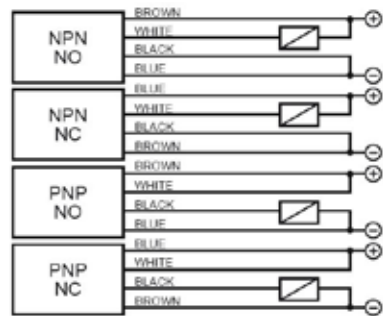 NPN
NO
BROWN
WHITE
BLACK
BLUE
+
−
NPN
NC
BLUE
WHITE
BLACK
BROWN
+
−
PNP
NO
BROWN
WHITE
BLACK
BLUE
+
−
PNP
NC
BLUE
WHITE
BLACK
BROWN
+
−